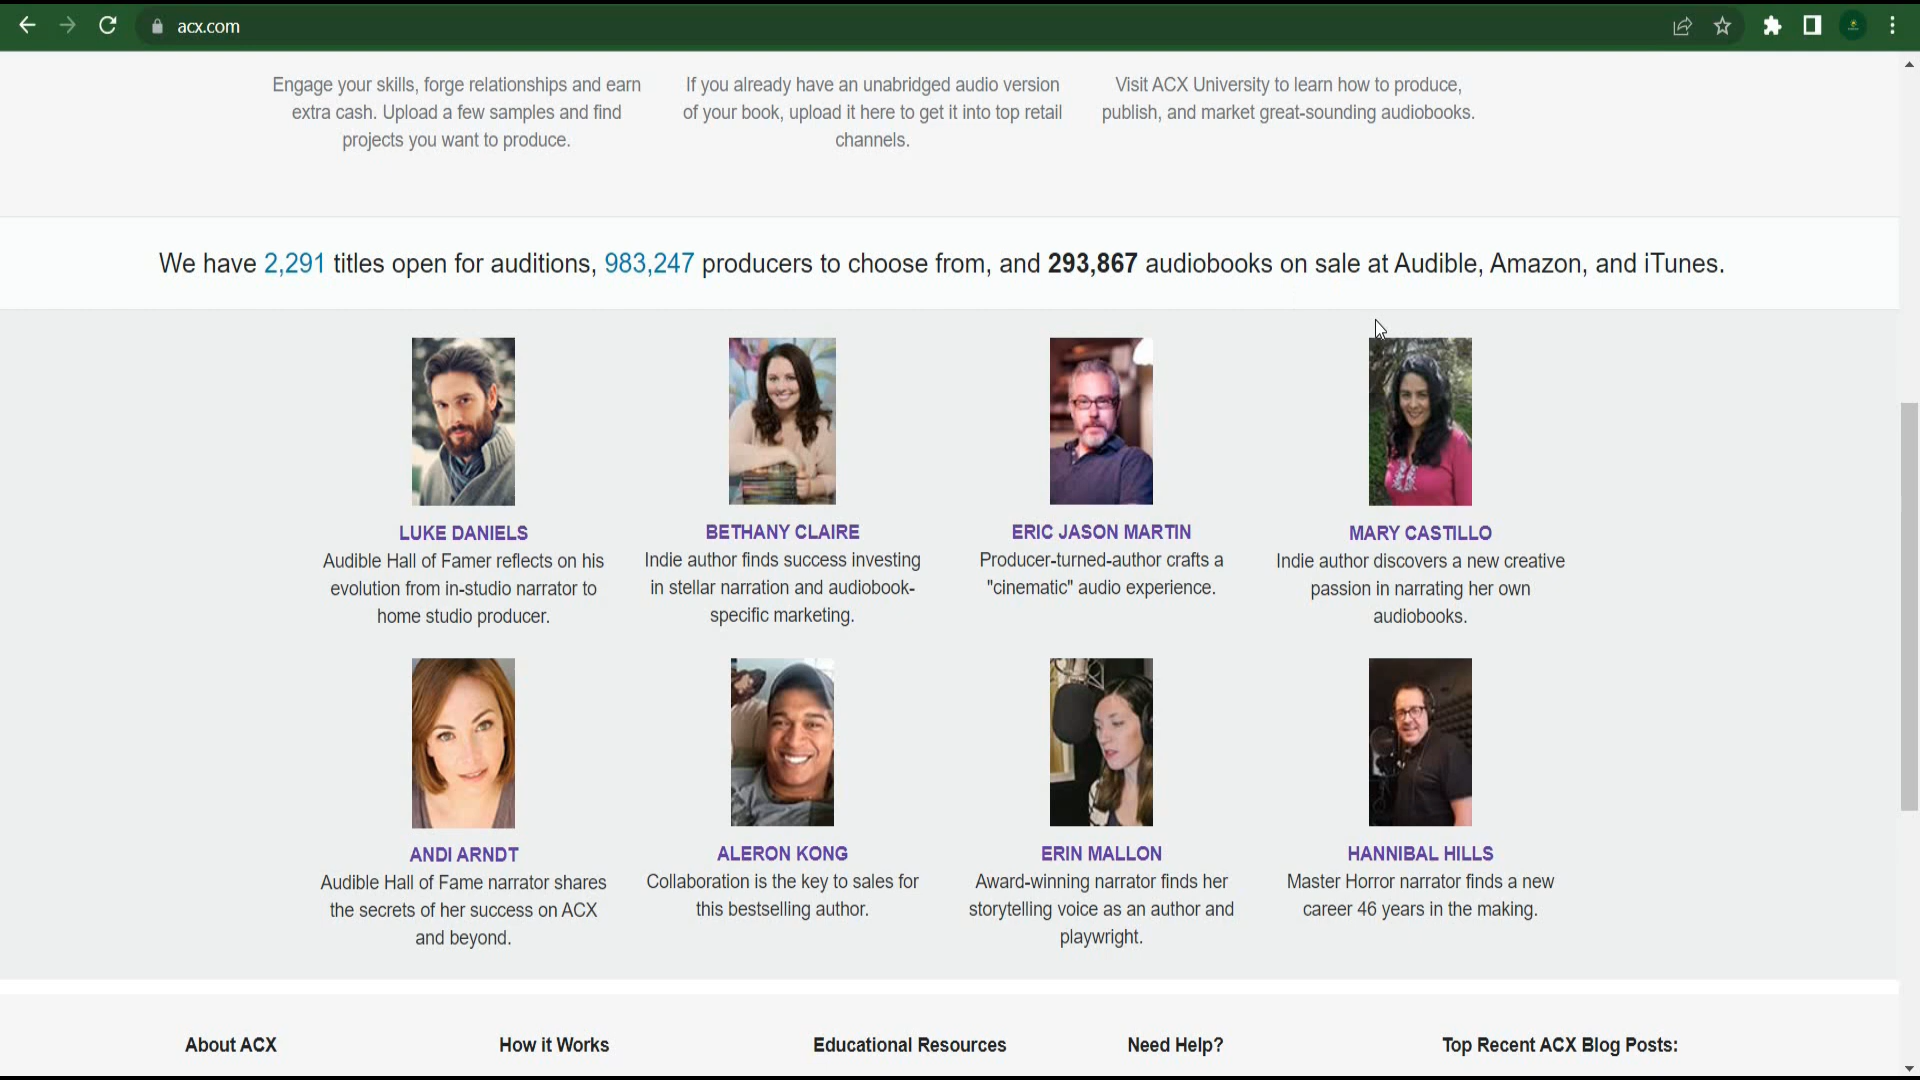 acx.com
Engage your skills, forge relationships and earn
extra cash. Upload a few samples and find
projects you want to produce.
If you already have an unabridged audio version
of your book, upload it here to get it into top retail
channels.
Visit ACX University to learn how to produce,
publish, and market great-sounding audiobooks.
We have 2,291 titles open for auditions, 983,247 producers to choose from, and 293,867 audiobooks on sale at Audible, Amazon, and iTunes.
LUKE DANIELS
Audible Hall of Famer reflects on his
evolution from in-studio narrator to
home studio producer.
BETHANY CLAIRE
Indie author finds success investing
in stellar narration and audiobook-
specific marketing.
ERIC JASON MARTIN
Producer-turned-author crafts a
"cinematic" audio experience.
MARY CASTILLO
Indie author discovers a new creative
passion in narrating her own
audiobooks.
ANDI ARNDT
Audible Hall of Fame narrator shares
the secrets of her success on ACX
and beyond.
ALERON KONG
Collaboration is the key to sales for
this bestselling author.
ERIN MALLON
Award-winning narrator finds her
storytelling voice as an author and
playwright.
HANNIBAL HILLS
Master Horror narrator finds a new
career 46 years in the making.
About ACX
How it Works
Educational Resources
Need Help?
Top Recent ACX Blog Posts: